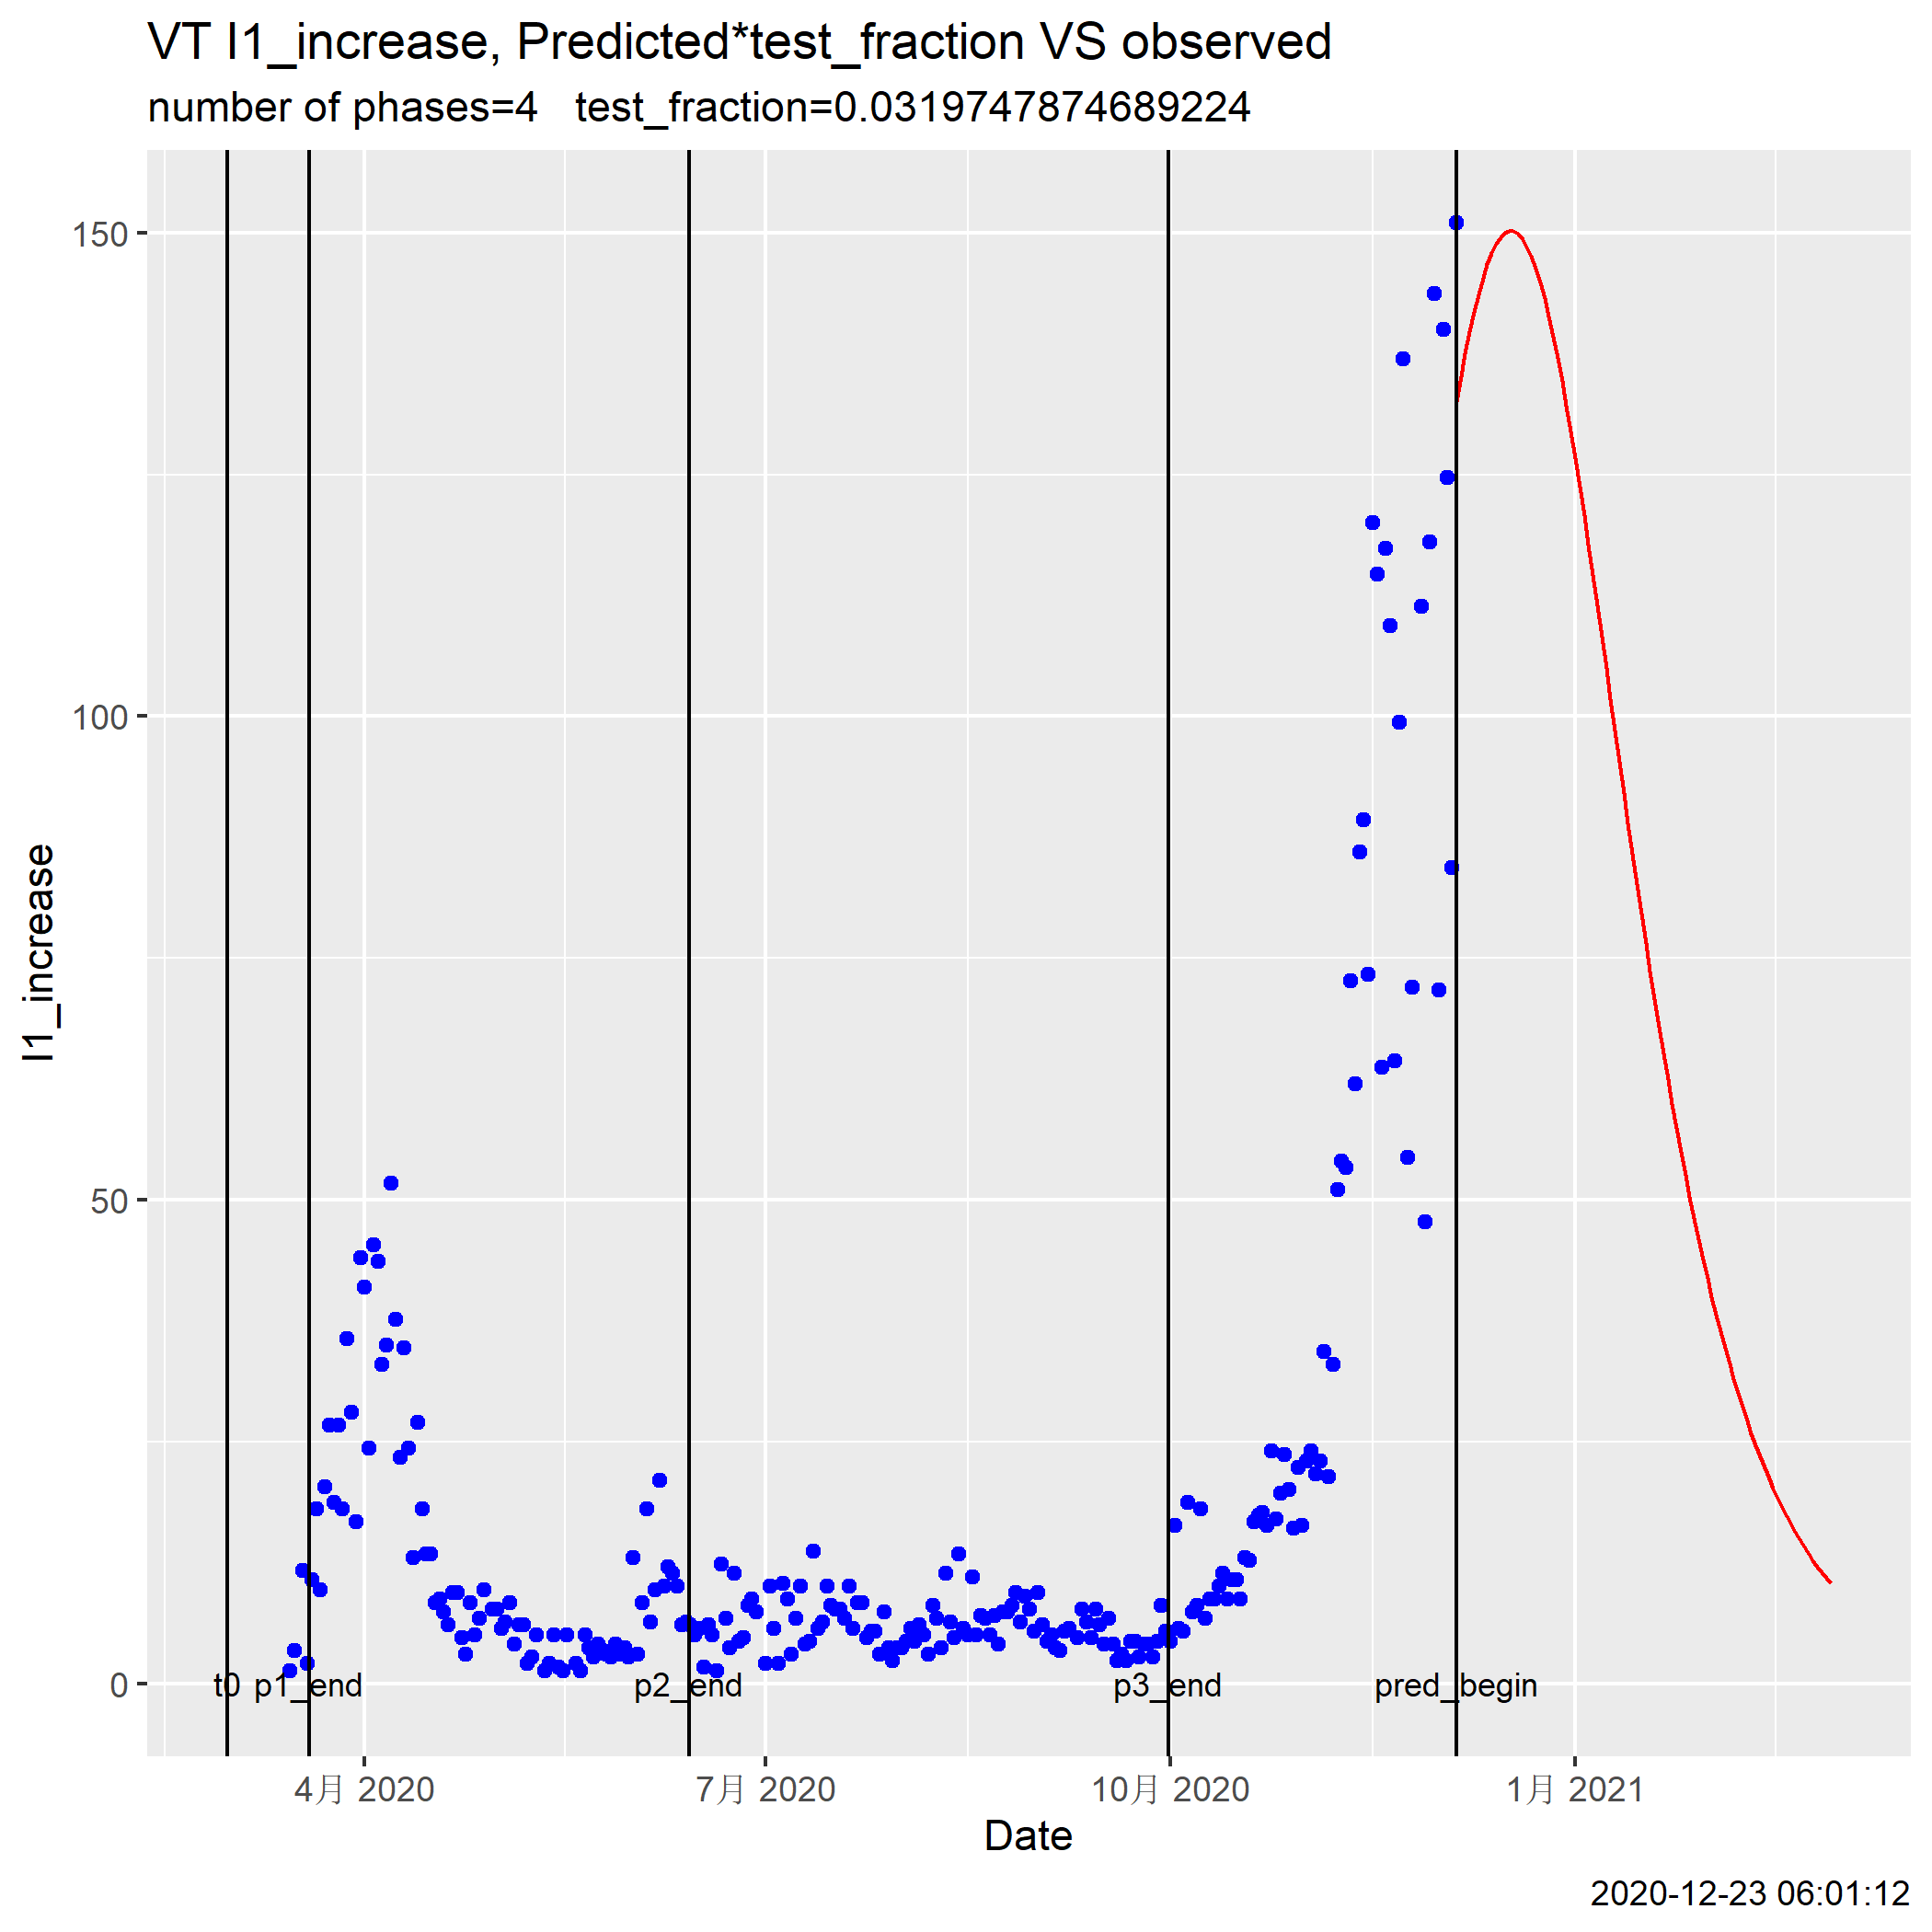 VT I1_increase, Predicted*test_fraction VS observed
number of phases=4 test_fraction=0.0319747874689224
150
100
50
0
I1_increase
t0 p1_end p2_end p3_end pred_begin
4月 2020 7月 2020 10月 2020 1月 2021
Date
2020-12-23 06:01:12